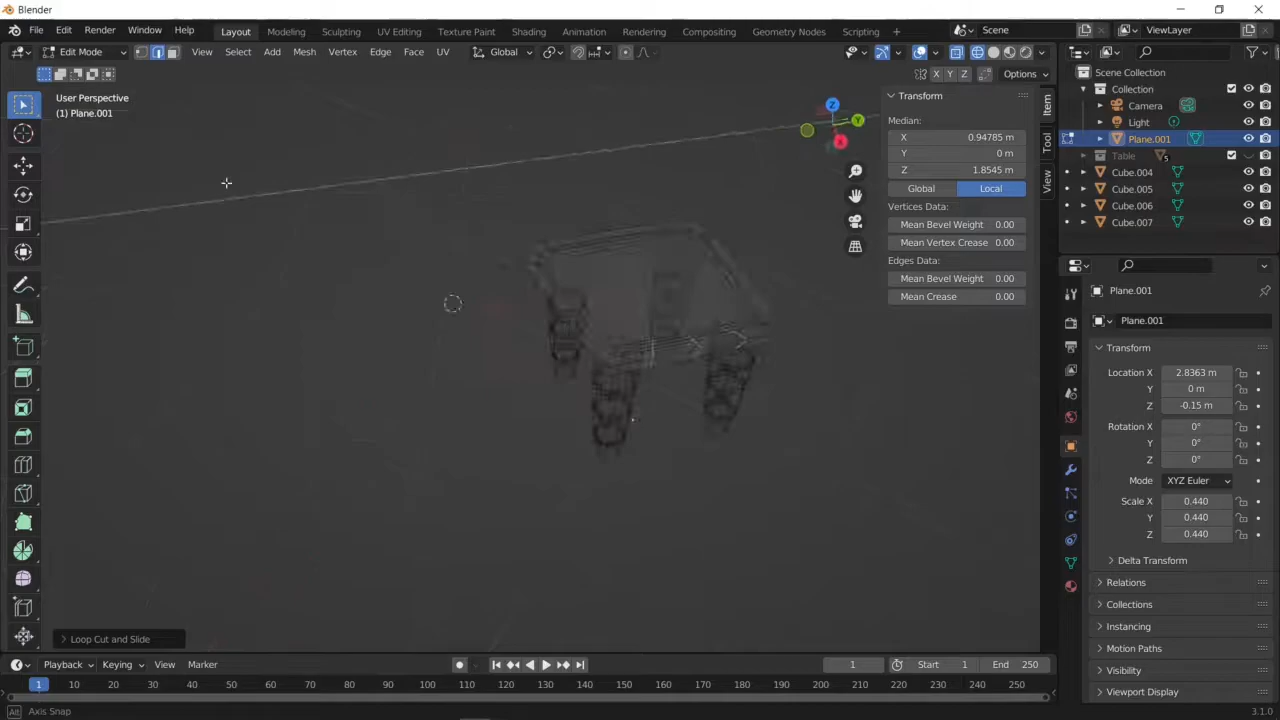 Blender
File Edit Render Window Help Layout Modeling Sculpting UV Editing Texture Paint Shading Animation Rendering Compositing Geometry Nodes Scripting + Scene ViewLayer
Edit Mode View Select Add Mesh Vertex Edge Face UV Global
X Y Z Options
User Perspective
(1) Plane.001
Z
Y
X
Transform
Median:
X 0.94785 m
Y 0 m
Z 1.8545 m
Global Local
Vertices Data:
Mean Bevel Weight 0.00
Mean Vertex Crease 0.00
Edges Data:
Mean Bevel Weight 0.00
Mean Crease 0.00
Item
Tool
View
Scene Collection
Collection
Camera
Light
Plane.001
Table 5
Cube.004
Cube.005
Cube.006
Cube.007
Plane.001
Plane.001
Transform
Location X 2.8363 m
Y 0 m
Z -0.15 m
Rotation X 0°
Y 0°
Z 0°
Mode XYZ Euler
Scale X 0.440
Y 0.440
Z 0.440
Delta Transform
Relations
Collections
Instancing
Motion Paths
Visibility
Viewport Display
Loop Cut and Slide
Playback Keying View Marker 1 Start 1 End 250
1 10 20 30 40 50 60 70 80 90 100 110 120 130 140 150 160 170 180 190 200 210 220 230 240 250
Alt Axis Snap 3.1.0